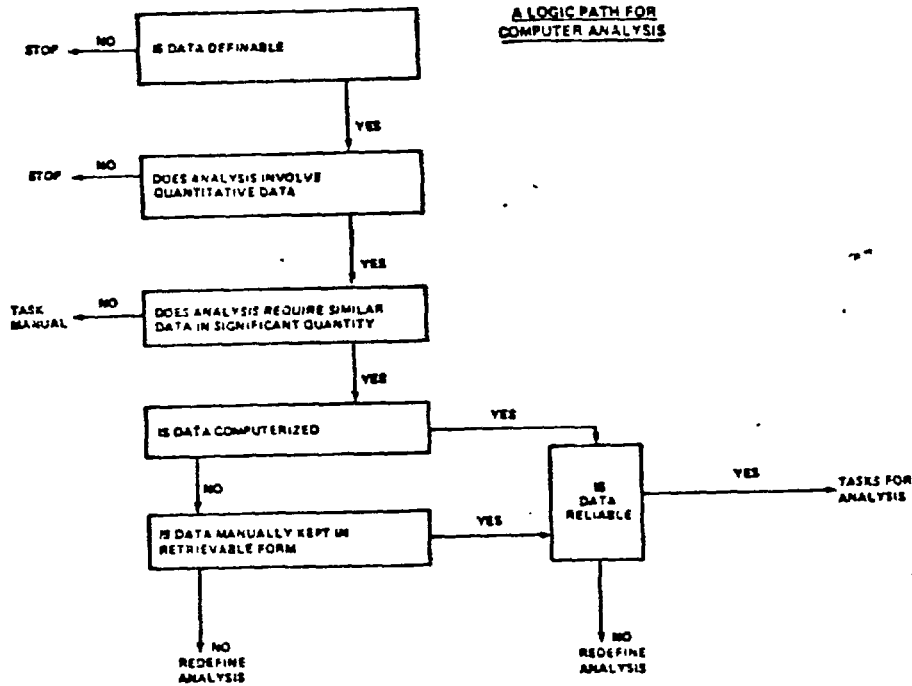 A LOGIC PATH FOR
COMPUTER ANALYSIS
STOP
NO
IS DATA DEFINABLE
YES
STOP
NO
DOES ANALYSIS INVOLVE
QUANTITATIVE DATA
YES
TASK
MANUAL
NO
DOES ANALYSIS REQUIRE SIMILAR
DATA IN SIGNIFICANT QUANTITY
YES
IS DATA COMPUTERIZED
YES
NO
IS
DATA
RELIABLE
YES
TASKS FOR
ANALYSIS
IS DATA MANUALLY KEPT IN
RETRIEVABLE FORM
YES
NO
REDEFINE
ANALYSIS
NO
REDEFINE
ANALYSIS